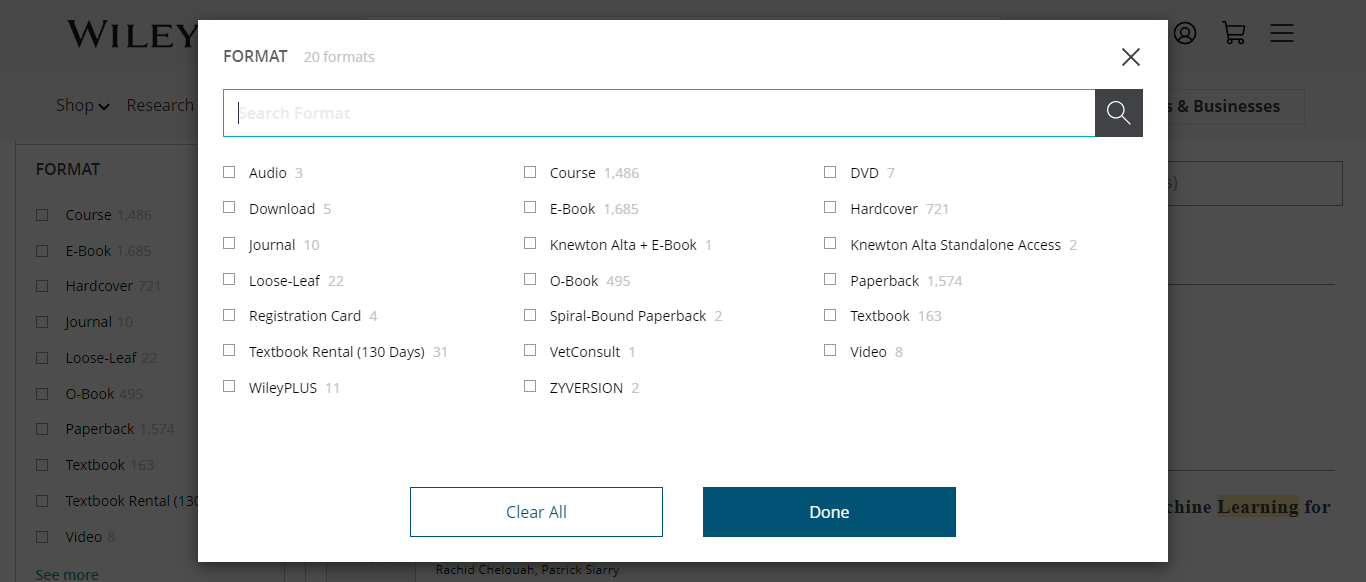 WILEY
Shop Research
s & Businesses
FORMAT
Course 1,486
E-Book 1,685
Hardcover 721
Journal 10
Loose-Leaf 22
O-Book 495
Paperback 1,574
Textbook 163
Textbook Rental (130
Video 8
See more
FORMAT 20 formats
Search Format
Audio 3
Course 1,486
DVD 7
Download 5
E-Book 1,685
Hardcover 721
Journal 10
Knewton Alta + E-Book 1
Knewton Alta Standalone Access 2
Loose-Leaf 22
O-Book 495
Paperback 1,574
Registration Card 4
Spiral-Bound Paperback 2
Textbook 163
Textbook Rental (130 Days) 31
VetConsult 1
Video 8
WileyPLUS 11
ZYVERSION 2
Clear All
Done
s)
chine Learning for
Rachid Chelouah, Patrick Siarry